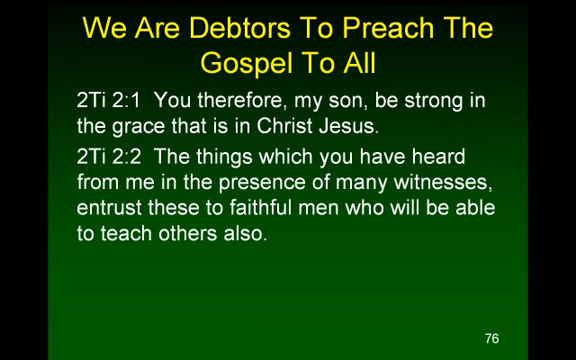 We Are Debtors To Preach The
Gospel To All
2Ti 2:1  You therefore, my son, be strong in
the grace that is in Christ Jesus.
2Ti 2:2  The things which you have heard
from me in the presence of many witnesses,
entrust these to faithful men who will be able
to teach others also.
76